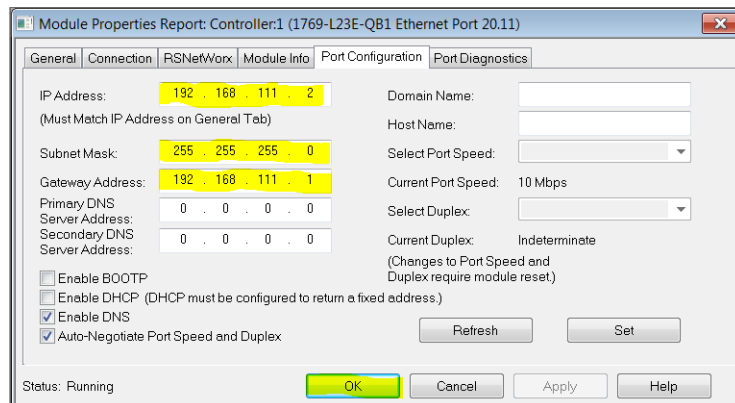 Module Properties Report: Controller:1 (1769-L23E-QB1 Ethernet Port 20.11)
General Connection RSNetWorx Module Info Port Configuration Port Diagnostics
IP Address: 192 . 168 . 111 . 2
(Must Match IP Address on General Tab)
Subnet Mask: 255 . 255 . 255 . 0
Gateway Address: 192 . 168 . 111 . 1
Primary DNS
Server Address: 0 . 0 . 0 . 0
Secondary DNS
Server Address: 0 . 0 . 0 . 0
Domain Name:
Host Name:
Select Port Speed:
Current Port Speed: 10 Mbps
Select Duplex:
Current Duplex: Indeterminate
(Changes to Port Speed and
Duplex require module reset.)
Enable BOOTP
Enable DHCP (DHCP must be configured to return a fixed address.)
Enable DNS
Auto-Negotiate Port Speed and Duplex
Refresh Set
Status: Running OK Cancel Apply Help